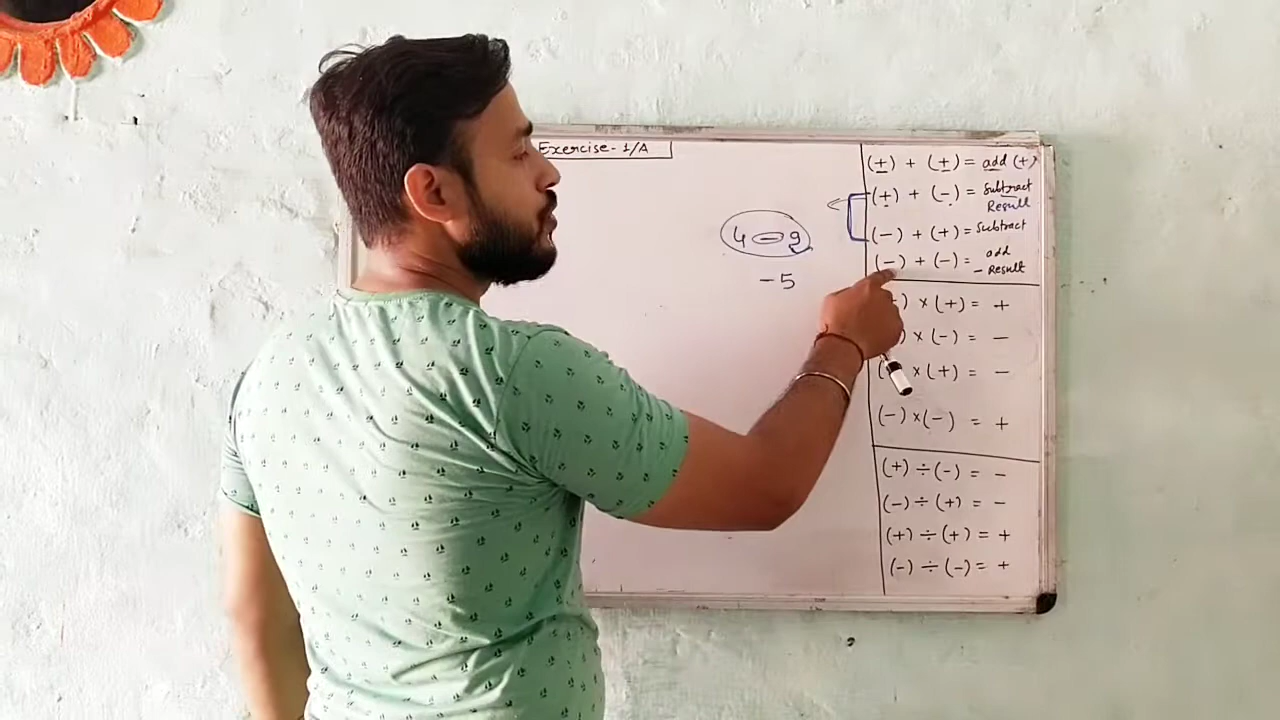 Exercise- 1/A
4 - 9
-5
(+) + (+) = add (+)
(+) + (-) = Subtract
Result
(-) + (+) = Subtract
(-) + (-) = add
- Result
) × (+) = +
) × (-) = -
( × (+) = -
(-) × (-) = +
(+) ÷ (-) = -
(-) ÷ (+) = -
(+) ÷ (+) = +
(-) ÷ (-) = +